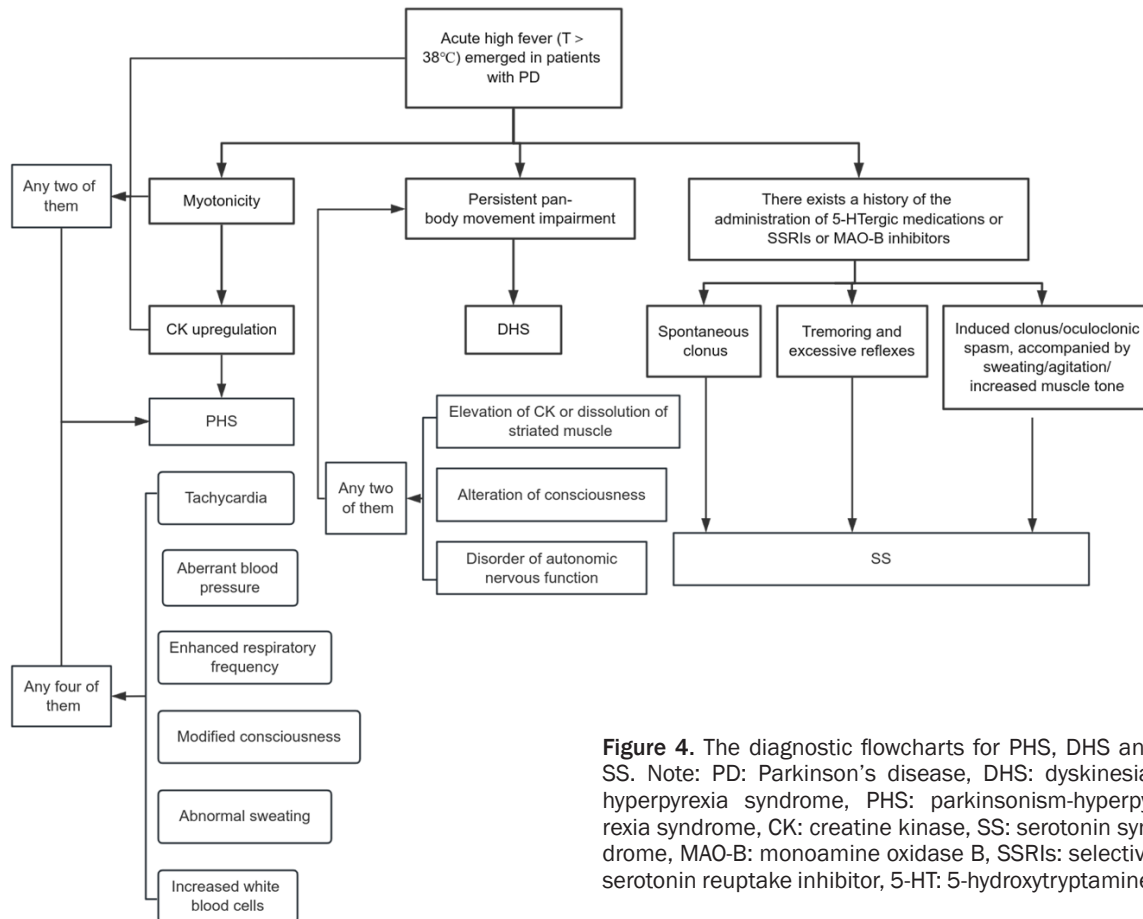 Acute high fever (T >
38℃) emerged in patients
with PD
Any two of
them
Myotonicity
Persistent pan-
body movement impairment
There exists a history of the
administration of 5-HTergic medications or
SSRIs or MAO-B inhibitors
CK upregulation
DHS
Spontaneous
clonus
Tremoring and
excessive reflexes
Induced clonus/oculoclonic
spasm, accompanied by
sweating/agitation/
increased muscle tone
PHS
Elevation of CK or dissolution of
striated muscle
Any two
of them
Alteration of consciousness
Disorder of autonomic
nervous function
SS
Tachycardia
Aberrant blood
pressure
Enhanced respiratory
frequency
Any four of
them
Modified consciousness
Abnormal sweating
Increased white
blood cells
Figure 4. The diagnostic flowcharts for PHS, DHS an
SS. Note: PD: Parkinson's disease, DHS: dyskinesia
hyperpyrexia syndrome, PHS: parkinsonism-hyperpy
rexia syndrome, CK: creatine kinase, SS: serotonin syn
drome, MAO-B: monoamine oxidase B, SSRIs: selectiv
serotonin reuptake inhibitor, 5-HT: 5-hydroxytryptamine